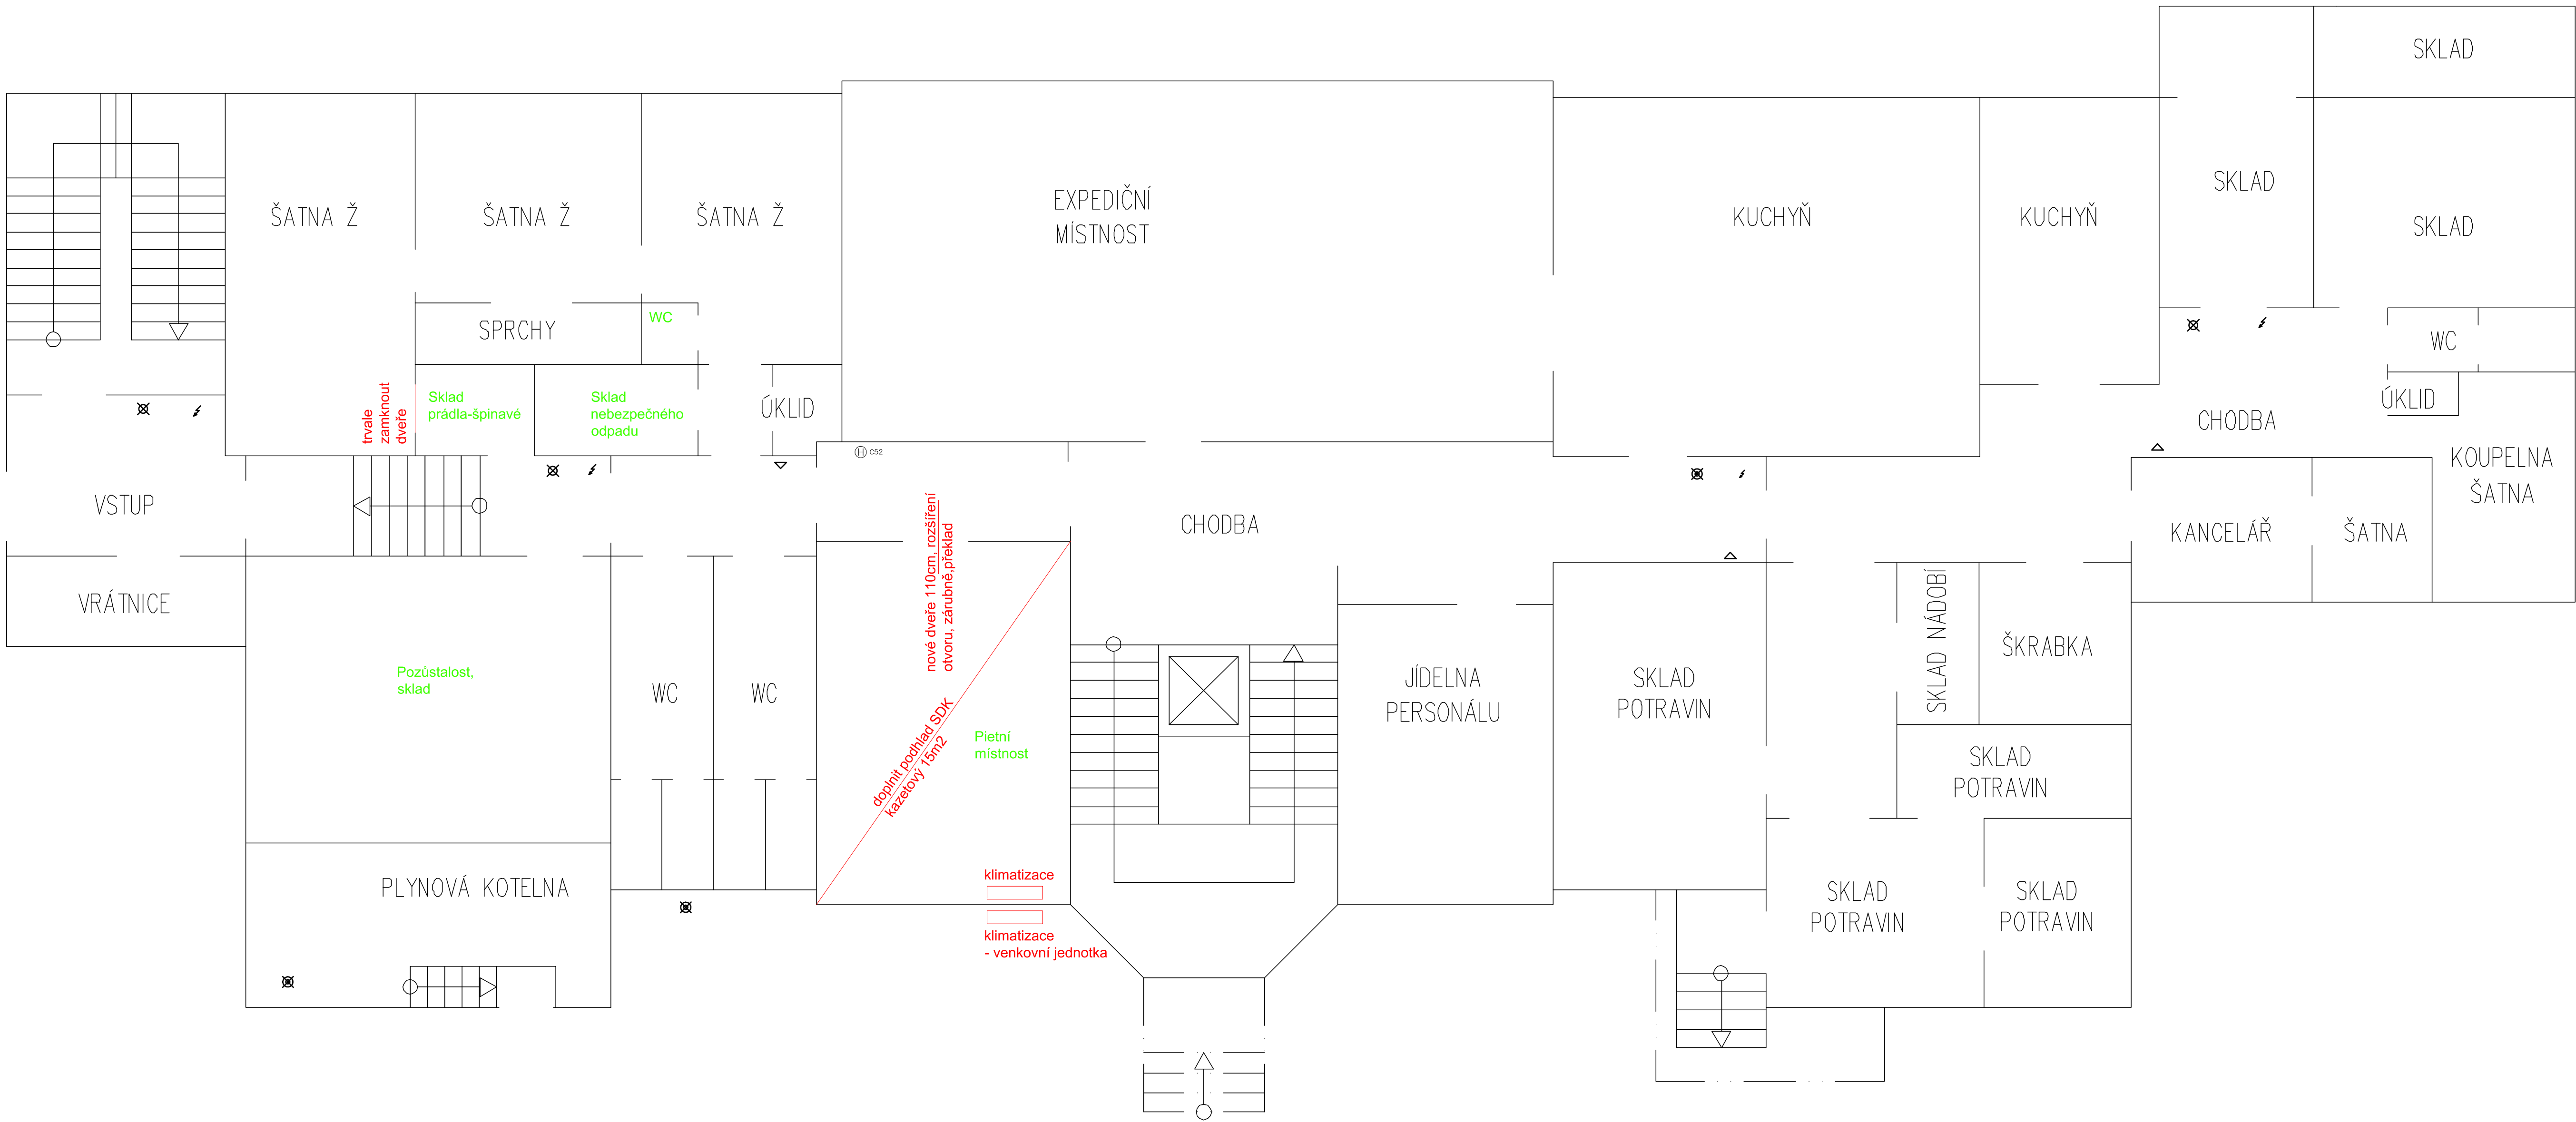 SKLAD
SKLAD
SKLAD
ŠATNA Ž
ŠATNA Ž
ŠATNA Ž
EXPEDIČNÍ
MÍSTNOST
KUCHYŇ
KUCHYŇ
SPRCHY
WC
WC
trvale
zamknout
dveře
Sklad
prádla-špinavé
Sklad
nebezpečného
odpadu
ÚKLID
ÚKLID
CHODBA
H C52
KOUPELNA
ŠATNA
VSTUP
CHODBA
KANCELÁŘ
ŠATNA
nové dveře 110cm, rozšíření
otvoru, zárubně,překlad
VRÁTNICE
SKLAD NÁDOBÍ
ŠKRABKA
Pozůstalost,
sklad
WC
WC
JÍDELNA
PERSONÁLU
SKLAD
POTRAVIN
doplnit podhlad SDK
kazetový 15m2
Pietní
místnost
SKLAD
POTRAVIN
PLYNOVÁ KOTELNA
klimatizace
klimatizace
- venkovní jednotka
SKLAD
POTRAVIN
SKLAD
POTRAVIN